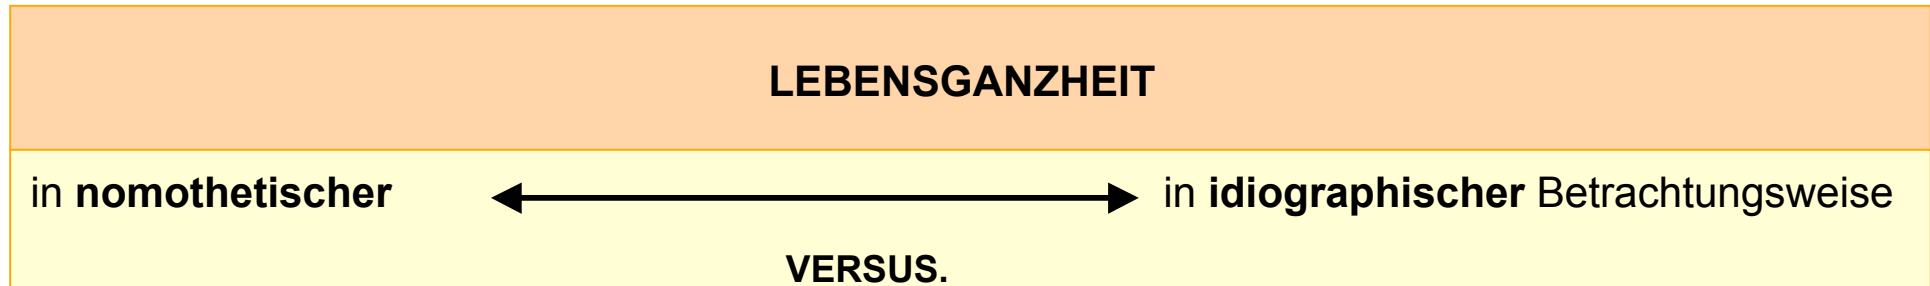 LEBENSGANZHEIT
in nomothetischer in idiographischer Betrachtungsweise
VERSUS.